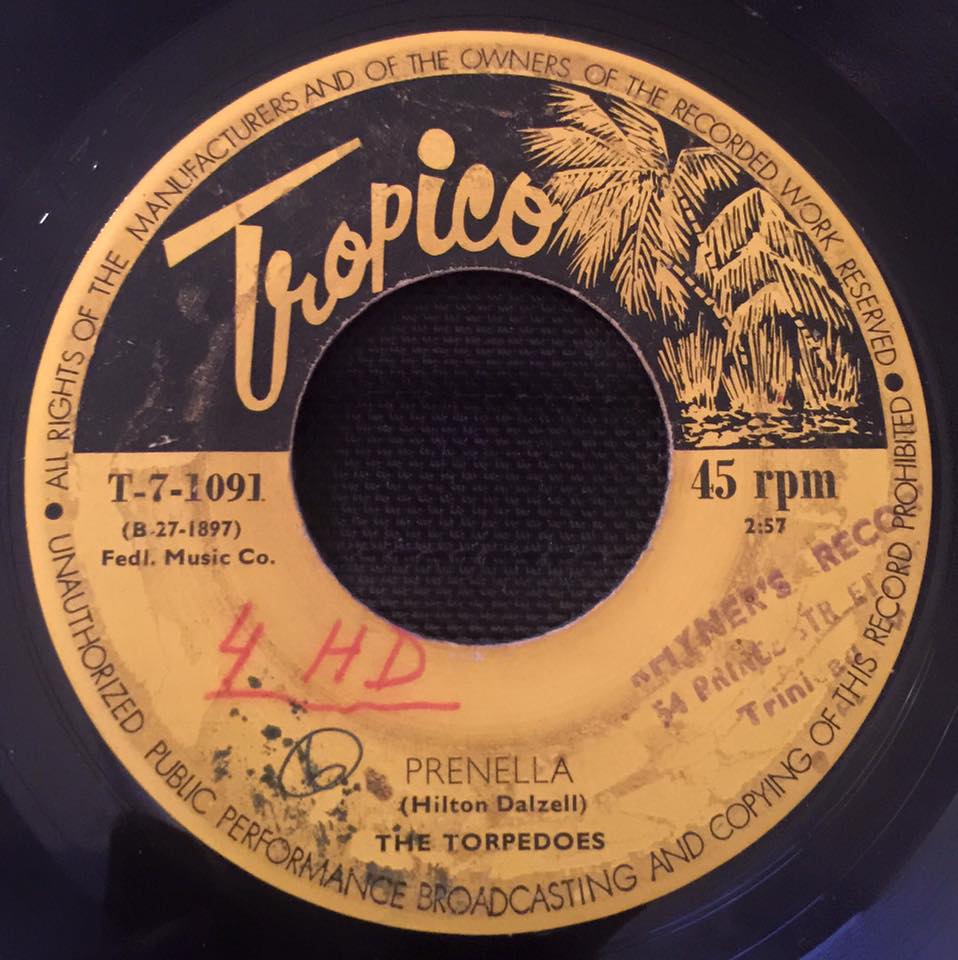 ALL RIGHTS OF THE MANUFACTURERS AND OF THE OWNERS OF THE RECORDED WORK RESERVED
Tropico
T-7-1091
(B-27-1897)
Fedl. Music Co.
45 rpm
2:57
4 HD
54
PRENELLA
(Hilton Dalzell)
THE TORPEDOES
UNAUTHORIZED PUBLIC PERFORMANCE BROADCASTING AND COPYING OF THIS RECORD PROHIBITED